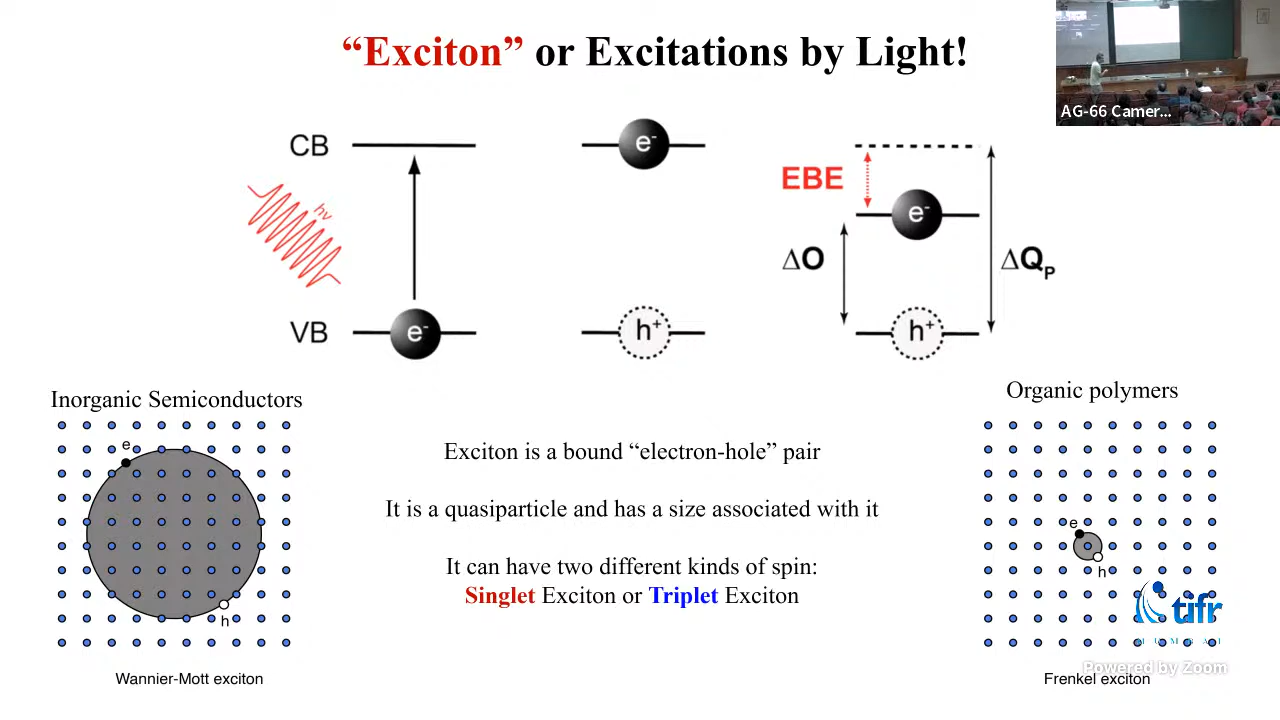 “Exciton” or Excitations by Light!
AG-66 Camer...
CB
e⁻
EBE
hν
e⁻
ΔO
ΔQ_P
VB
e⁻
h⁺
h⁺
Inorganic Semiconductors
Organic polymers
e
h
Wannier-Mott exciton
Exciton is a bound “electron-hole” pair
It is a quasiparticle and has a size associated with it
It can have two different kinds of spin:
Singlet Exciton or Triplet Exciton
e
h
tifr
MUMBAI
Powered by Zoom
Frenkel exciton